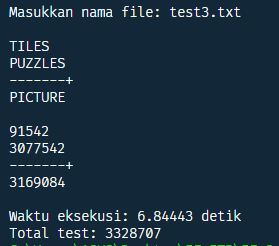 Masukkan nama file: test3.txt
TILES
PUZZLES
-------+
PICTURE
91542
3077542
-------+
3169084
Waktu eksekusi: 6.84443 detik
Total test: 3328707